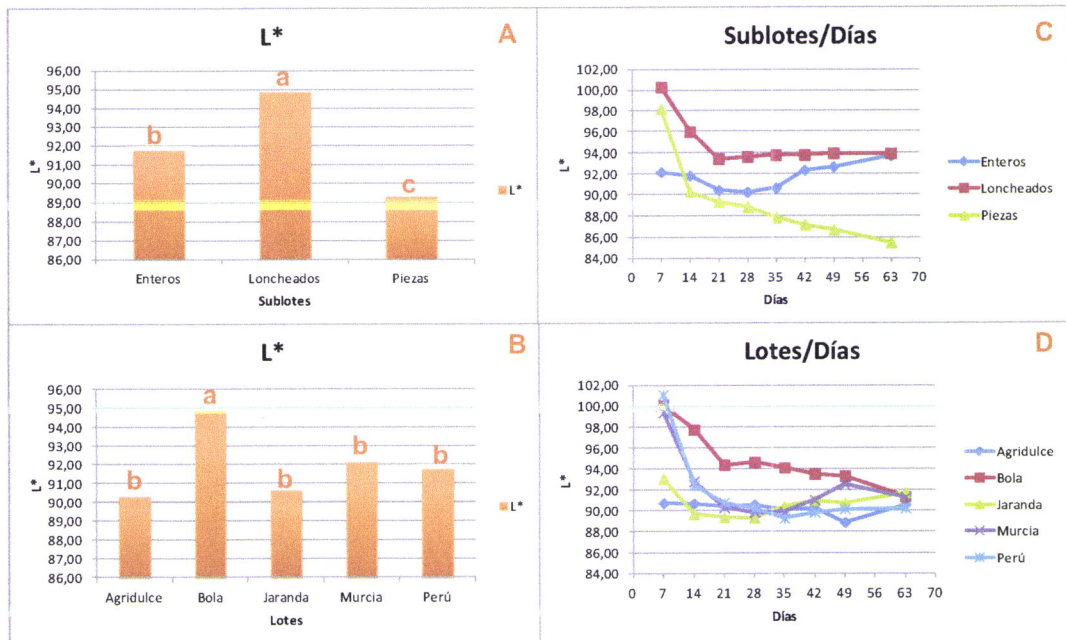 L*
A
96,00
95,00
94,00
93,00
92,00
91,00
90,00
89,00
88,00
87,00
86,00
L*
b
a
c
L*
Enteros
Loncheados
Piezas
Sublotes
L*
B
96,00
95,00
94,00
93,00
92,00
91,00
90,00
89,00
88,00
87,00
86,00
L*
b
a
b
b
b
L*
Agridulce
Bola
Jaranda
Murcia
Perú
Lotes
Sublotes/Días
C
102,00
100,00
98,00
96,00
94,00
92,00
90,00
88,00
86,00
84,00
L*
0 7 14 21 28 35 42 49 56 63 70
Días
Enteros
Loncheados
Piezas
Lotes/Días
D
102,00
100,00
98,00
96,00
94,00
92,00
90,00
88,00
86,00
84,00
L*
0 7 14 21 28 35 42 49 56 63 70
Días
Agridulce
Bola
Jaranda
Murcia
Perú